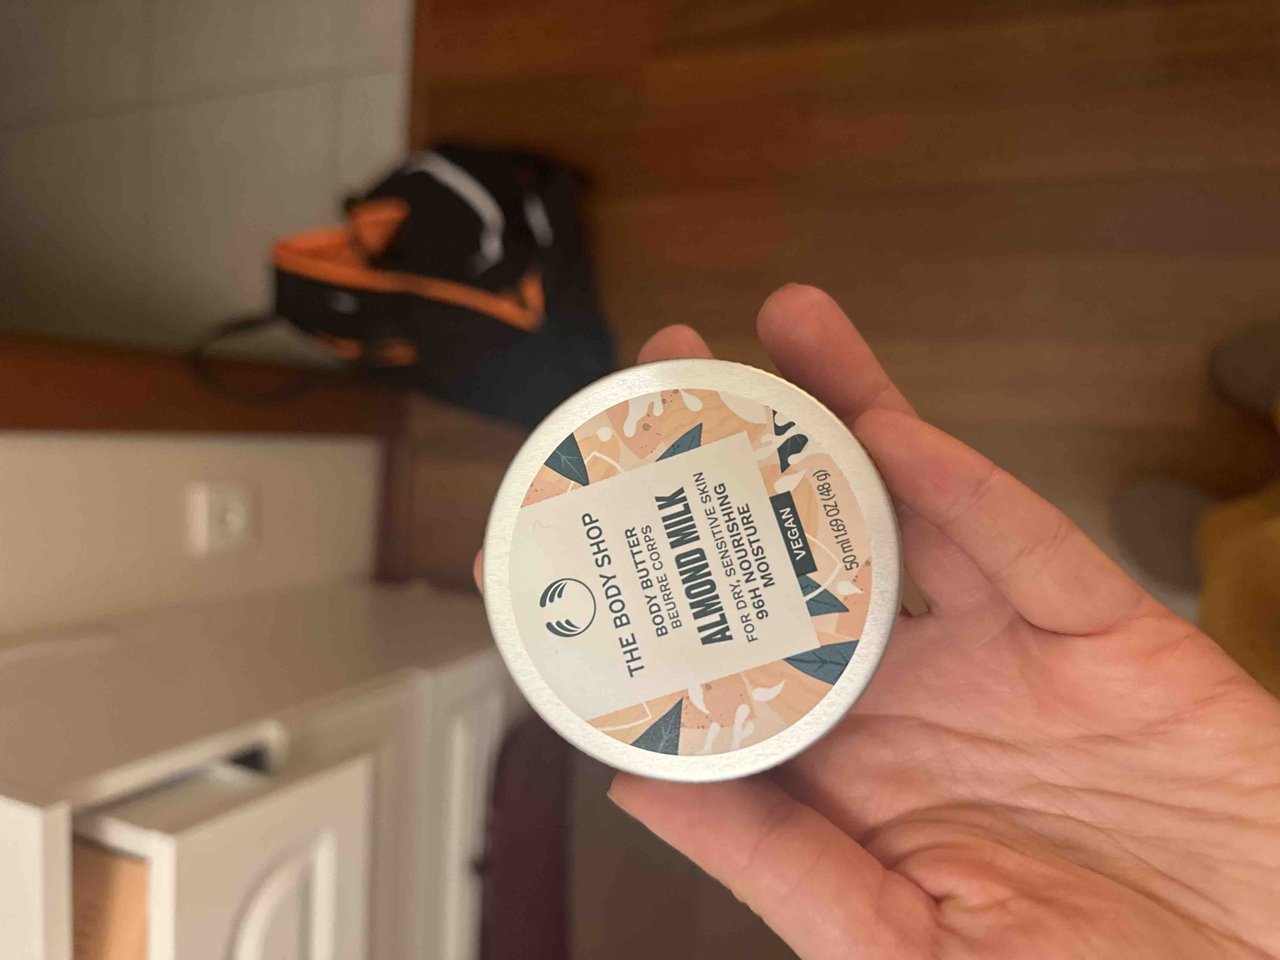 THE BODY SHOP
BODY BUTTER
BEURRE CORPS
ALMOND MILK
FOR DRY, SENSITIVE SKIN
96H NOURISHING
MOISTURE
VEGAN
50 ml 1.69 OZ (48 g)